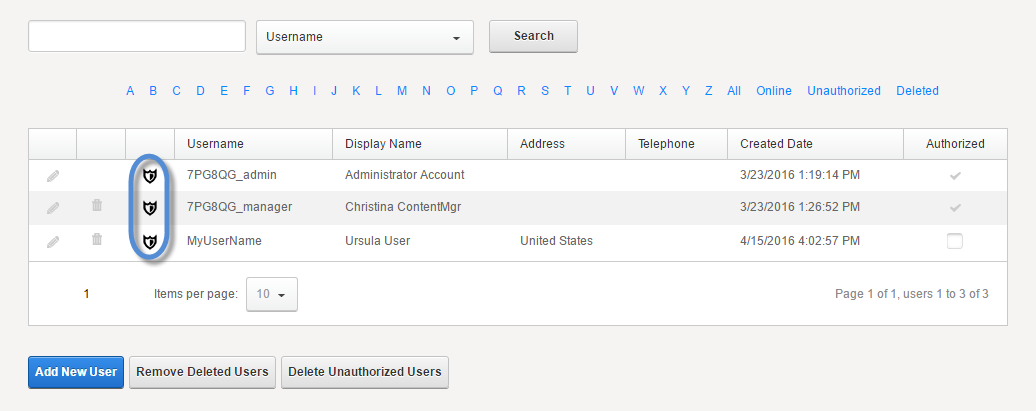 Username Search
A B C D E F G H I J K L M N O P Q R S T U V W X Y Z All Online Unauthorized Deleted
Username Display Name Address Telephone Created Date Authorized
7PG8QG_admin Administrator Account 3/23/2016 1:19:14 PM
7PG8QG_manager Christina ContentMgr 3/23/2016 1:26:52 PM
MyUserName Ursula User United States 4/15/2016 4:02:57 PM
1 Items per page: 10 Page 1 of 1, users 1 to 3 of 3
Add New User Remove Deleted Users Delete Unauthorized Users